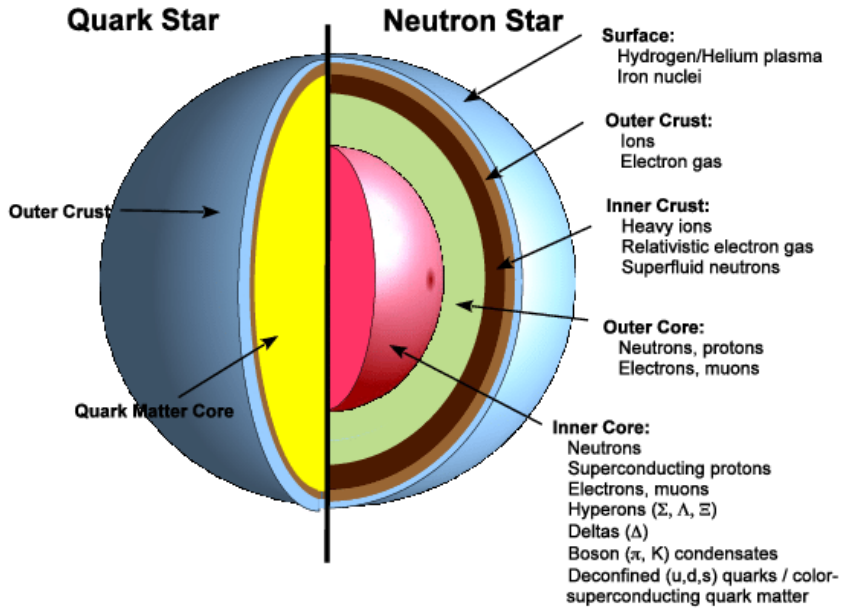 Quark Star
Neutron Star
Surface:
Hydrogen/Helium plasma
Iron nuclei
Outer Crust:
Ions
Electron gas
Outer Crust
Inner Crust:
Heavy ions
Relativistic electron gas
Superfluid neutrons
Outer Core:
Neutrons, protons
Electrons, muons
Quark Matter Core
Inner Core:
Neutrons
Superconducting protons
Electrons, muons
Hyperons (Σ, Λ, Ξ)
Deltas (Δ)
Boson (π, K) condensates
Deconfined (u,d,s) quarks / color-
superconducting quark matter